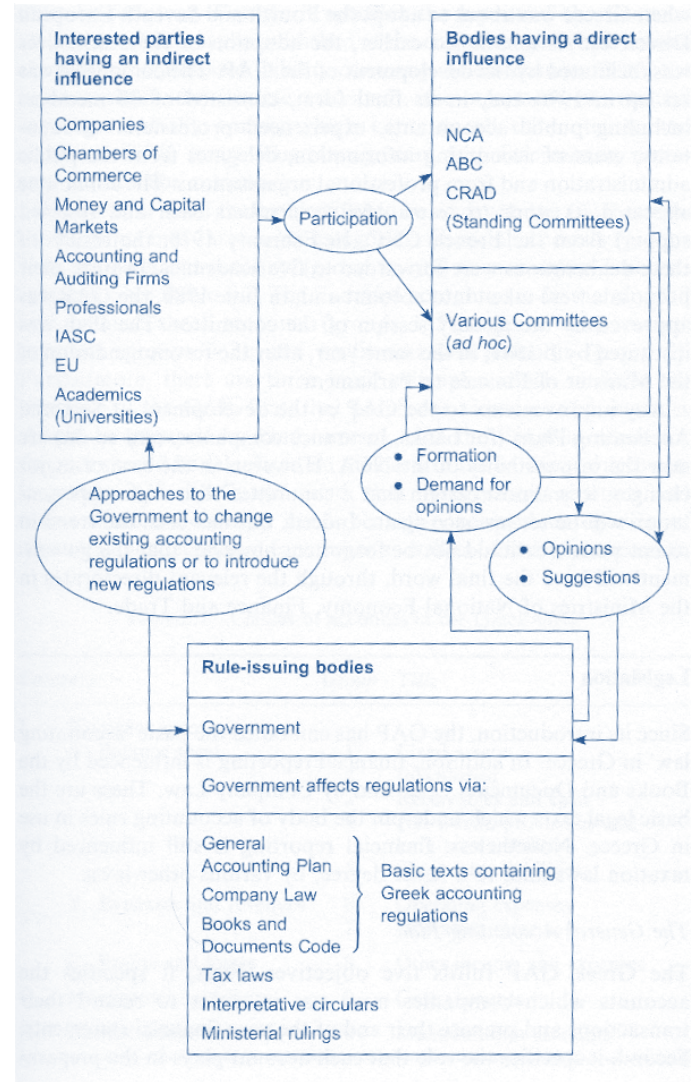 Interested parties
having an indirect
influence
Companies
Chambers of
Commerce
Money and Capital
Markets
Accounting and
Auditing Firms
Professionals
IASC
EU
Academics
(Universities)
Participation
Bodies having a direct
influence
NCA
ABC
CRAD
(Standing Committees)
Various Committees
(ad hoc)
• Formation
• Demand for
opinions
• Opinions
• Suggestions
Approaches to the
Government to change
existing accounting
regulations or to introduce
new regulations
Rule-issuing bodies
Government
Government affects regulations via:
General
Accounting Plan
Company Law
Books and
Documents Code
Basic texts containing
Greek accounting
regulations
Tax laws
Interpretative circulars
Ministerial rulings